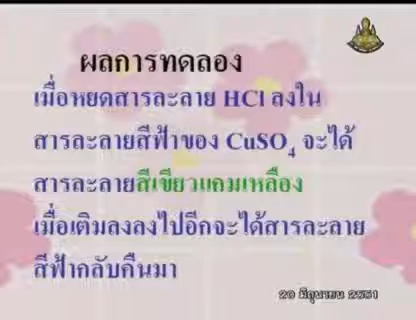 ผลการทดลอง
เมื่อหยดสารละลาย HCl ลงใน
สารละลายสีฟ้าของ CuSO₄ จะได้
สารละลายสีเขียวแกมเหลือง
เมื่อเติมลงลงไปอีกจะได้สารละลาย
สีฟ้ากลับคืนมา
20 มิถุนายน 2551